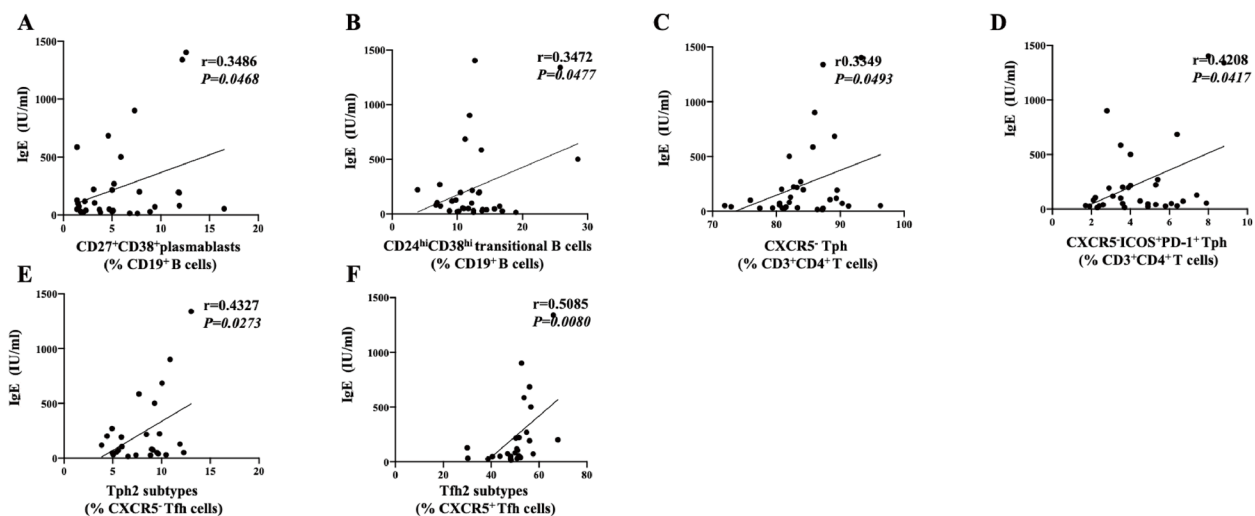 A
IgE (IU/ml)
1500
1000
500
0
0 5 10 15 20
r=0.3486
P=0.0468
CD27⁺CD38⁺plasmablasts
(% CD19⁺ B cells)
B
IgE (IU/ml)
1500
1000
500
0
0 10 20 30
r=0.3472
P=0.0477
CD24ʰⁱCD38ʰⁱ transitional B cells
(% CD19⁺ B cells)
C
IgE (IU/ml)
1500
1000
500
0
70 80 90 100
r0.3349
P=0.0493
CXCR5⁻ Tph
(% CD3⁺CD4⁺ T cells)
D
IgE (IU/ml)
1500
1000
500
0
0 2 4 6 8 10
r=0.4208
P=0.0417
CXCR5⁻ICOS⁺PD-1⁺ Tph
(% CD3⁺CD4⁺ T cells)
E
IgE (IU/ml)
1500
1000
500
0
0 5 10 15 20
r=0.4327
P=0.0273
Tph2 subtypes
(% CXCR5⁻ Tfh cells)
F
IgE (IU/ml)
1500
1000
500
0
0 20 40 60 80
r=0.5085
P=0.0080
Tfh2 subtypes
(% CXCR5⁺ Tfh cells)